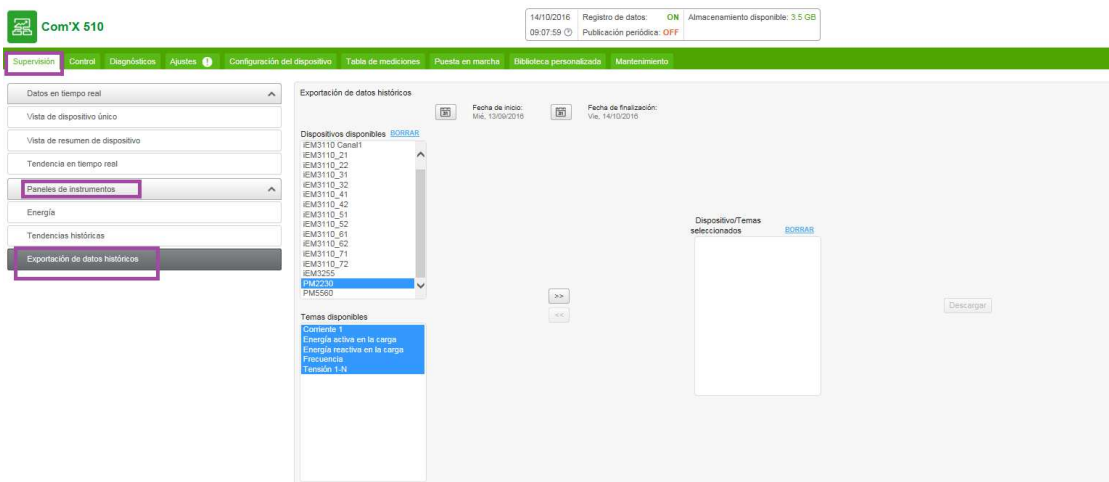 Com'X 510
14/10/2016 Registro de datos: ON Almacenamiento disponible: 3.5 GB
09:07:59 Publicación periódica: OFF
Supervisión Control Diagnósticos Ajustes ! Configuración del dispositivo Tabla de mediciones Puesta en marcha Biblioteca personalizada Mantenimiento
Datos en tiempo real
Vista de dispositivo único
Vista de resumen de dispositivo
Tendencia en tiempo real
Paneles de instrumentos
Energía
Tendencias históricas
Exportación de datos históricos
Exportación de datos históricos
Fecha de inicio: Fecha de finalización:
Mié, 13/09/2016 Vie, 14/10/2016
Dispositivos disponibles BORRAR
iEM3110 Canal1
iEM3110_21
iEM3110_22
iEM3110_31
iEM3110_32
iEM3110_41
iEM3110_42
iEM3110_51
iEM3110_52
iEM3110_61
iEM3110_62
iEM3110_71
iEM3110_72
iEM3255
PM2230
PM5560
Temas disponibles
Corriente 1
Energía activa en la carga
Energía reactiva en la carga
Frecuencia
Tensión 1-N
>>
<<
Dispositivo/Temas
seleccionados BORRAR
Descargar